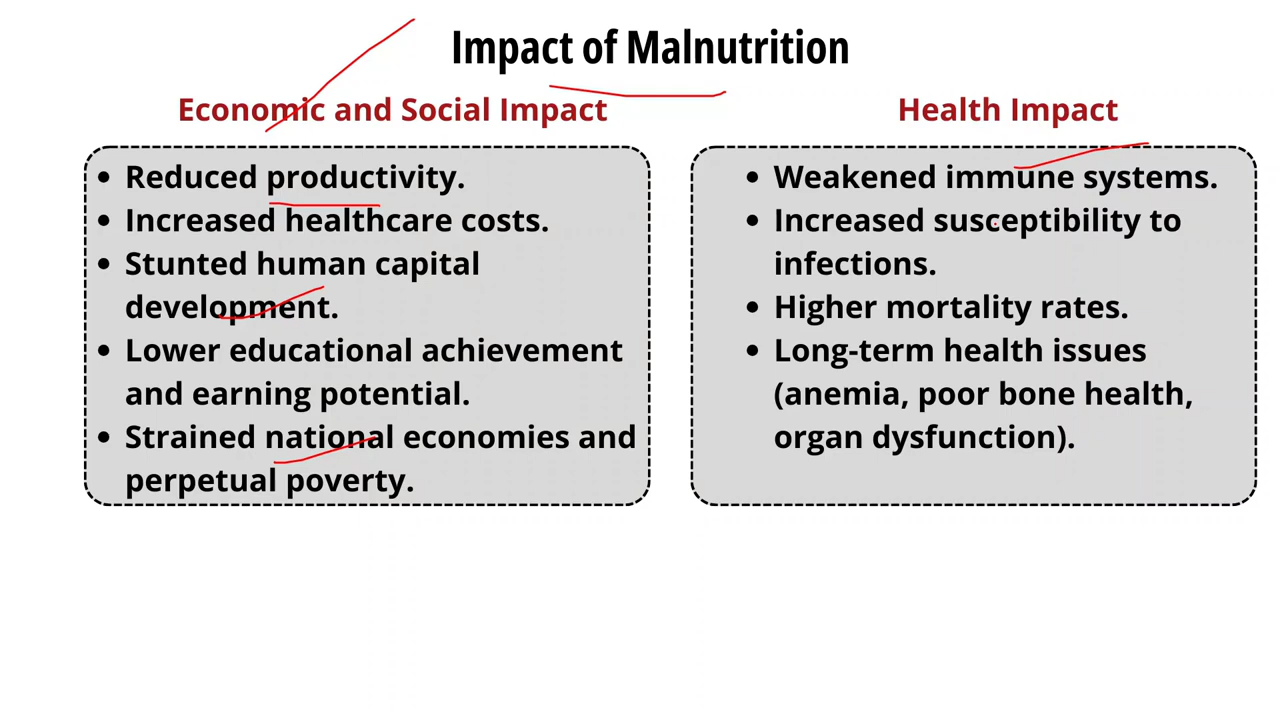 Impact of Malnutrition
Economic and Social Impact
• Reduced productivity.
• Increased healthcare costs.
• Stunted human capital
development.
• Lower educational achievement
and earning potential.
• Strained national economies and
perpetual poverty.
Health Impact
• Weakened immune systems.
• Increased susceptibility to
infections.
• Higher mortality rates.
• Long-term health issues
(anemia, poor bone health,
organ dysfunction).